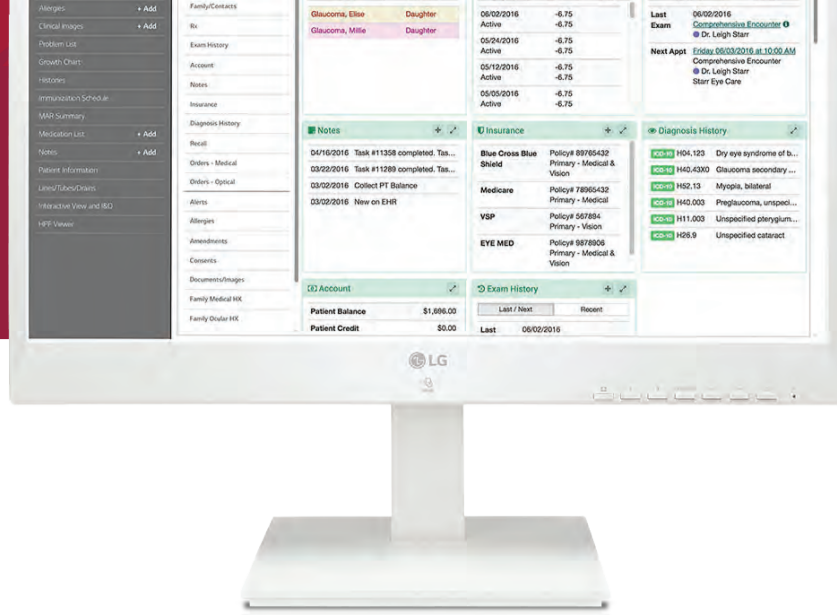 Allergies + Add
Clinical Images + Add
Problem List
Growth Chart
Histories
Immunization Schedule
MAR Summary
Medication List + Add
Notes + Add
Patient Information
Lines/Tubes/Drains
Interactive View and I&O
HPF Viewer
Family/Contacts
Rx
Exam History
Account
Notes
Insurance
Diagnosis History
Recall
Orders - Medical
Orders - Optical
Alerts
Allergies
Amendments
Consents
Documents/Images
Family Medical HX
Family Ocular HX
Glaucoma, Elise Daughter
Glaucoma, Millie Daughter
06/02/2016 -6.75
Active -6.75
05/24/2016 -6.75
Active -6.75
05/12/2016 -6.75
Active -6.75
05/05/2016 -6.75
Active -6.75
Last 06/02/2016
Exam Comprehensive Encounter
Dr. Leigh Starr
Next Appt Friday 06/03/2016 at 10:00 AM
Comprehensive Encounter
Dr. Leigh Starr
Starr Eye Care
Notes +
04/16/2016 Task #11358 completed. Tas...
03/22/2016 Task #11289 completed. Tas...
03/02/2016 Collect PT Balance
03/02/2016 New on EHR
Insurance +
Blue Cross Blue Policy# 89765432
Shield Primary - Medical &
Vision
Medicare Policy# 78965432
Primary - Medical
VSP Policy# 567894
Primary - Vision
EYE MED Policy# 9878906
Primary - Medical &
Vision
Diagnosis History
ICD-10 H04.123 Dry eye syndrome of b...
ICD-10 H40.43X0 Glaucoma secondary ...
ICD-10 H52.13 Myopia, bilateral
ICD-10 H40.003 Preglaucoma, unspeci...
ICD-10 H11.003 Unspecified pterygium...
ICD-10 H26.9 Unspecified cataract
Account
Patient Balance $1,696.00
Patient Credit $0.00
Exam History +
Last / Next Recent
Last 06/02/2016
LG